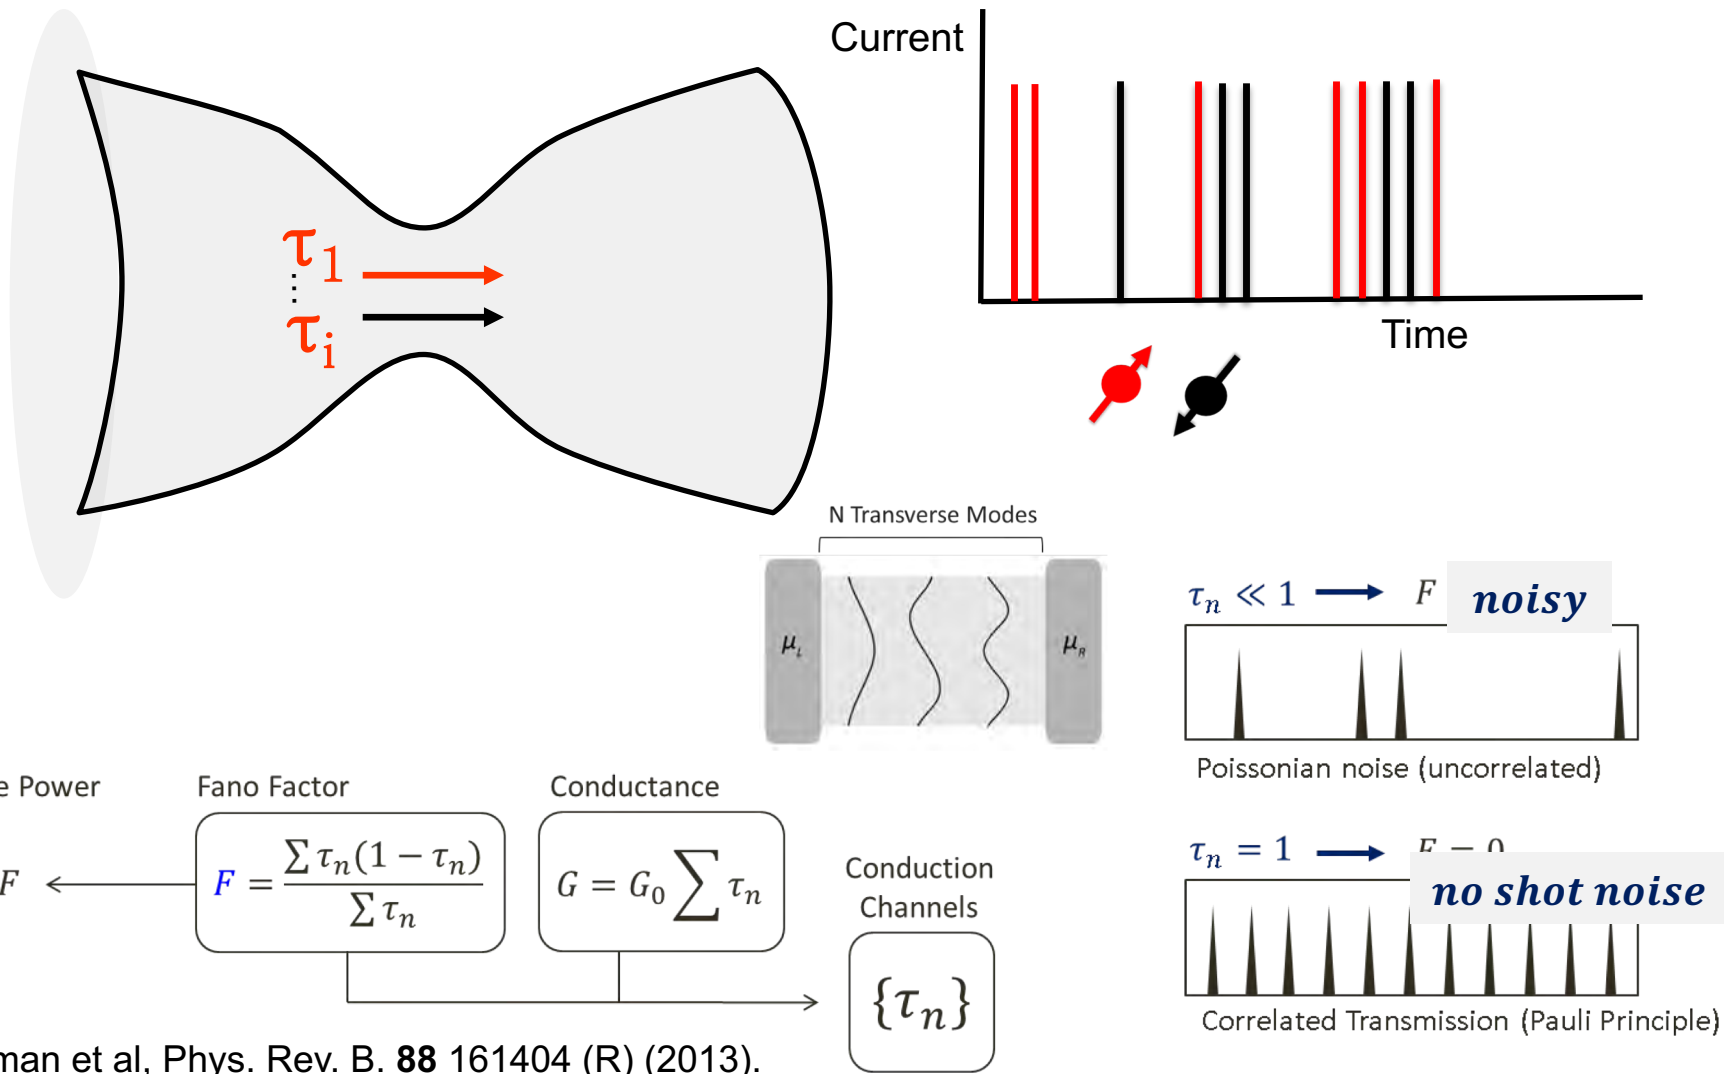 Current
τ1
⋮
τi
Time
N Transverse Modes
μL
μR
τn ≪ 1 → F
noisy
Poissonian noise (uncorrelated)
e Power
Fano Factor
Conductance
F ←
F = ∑ τn(1 − τn) / ∑ τn
G = G0 ∑ τn
Conduction
Channels
{τn}
τn = 1 →
no shot noise
Correlated Transmission (Pauli Principle)
man et al, Phys. Rev. B. 88 161404 (R) (2013).